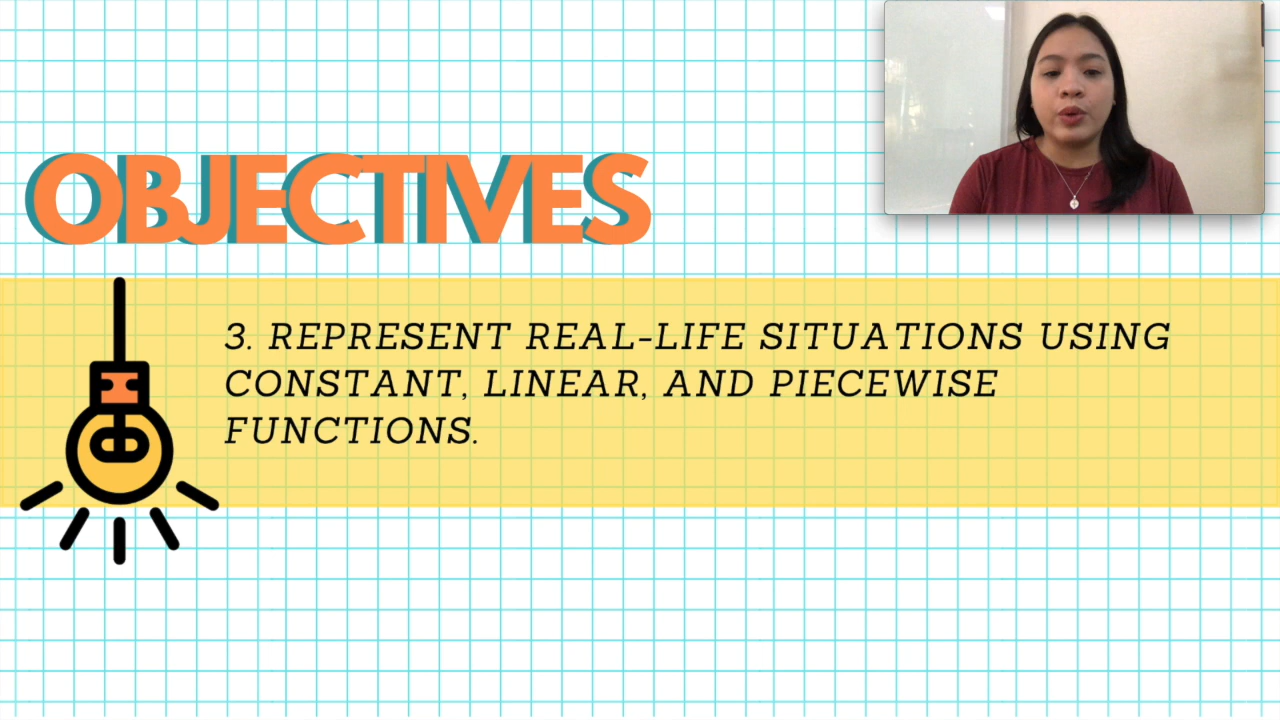 OBJECTIVES
3. REPRESENT REAL-LIFE SITUATIONS USING
CONSTANT, LINEAR, AND PIECEWISE
FUNCTIONS.